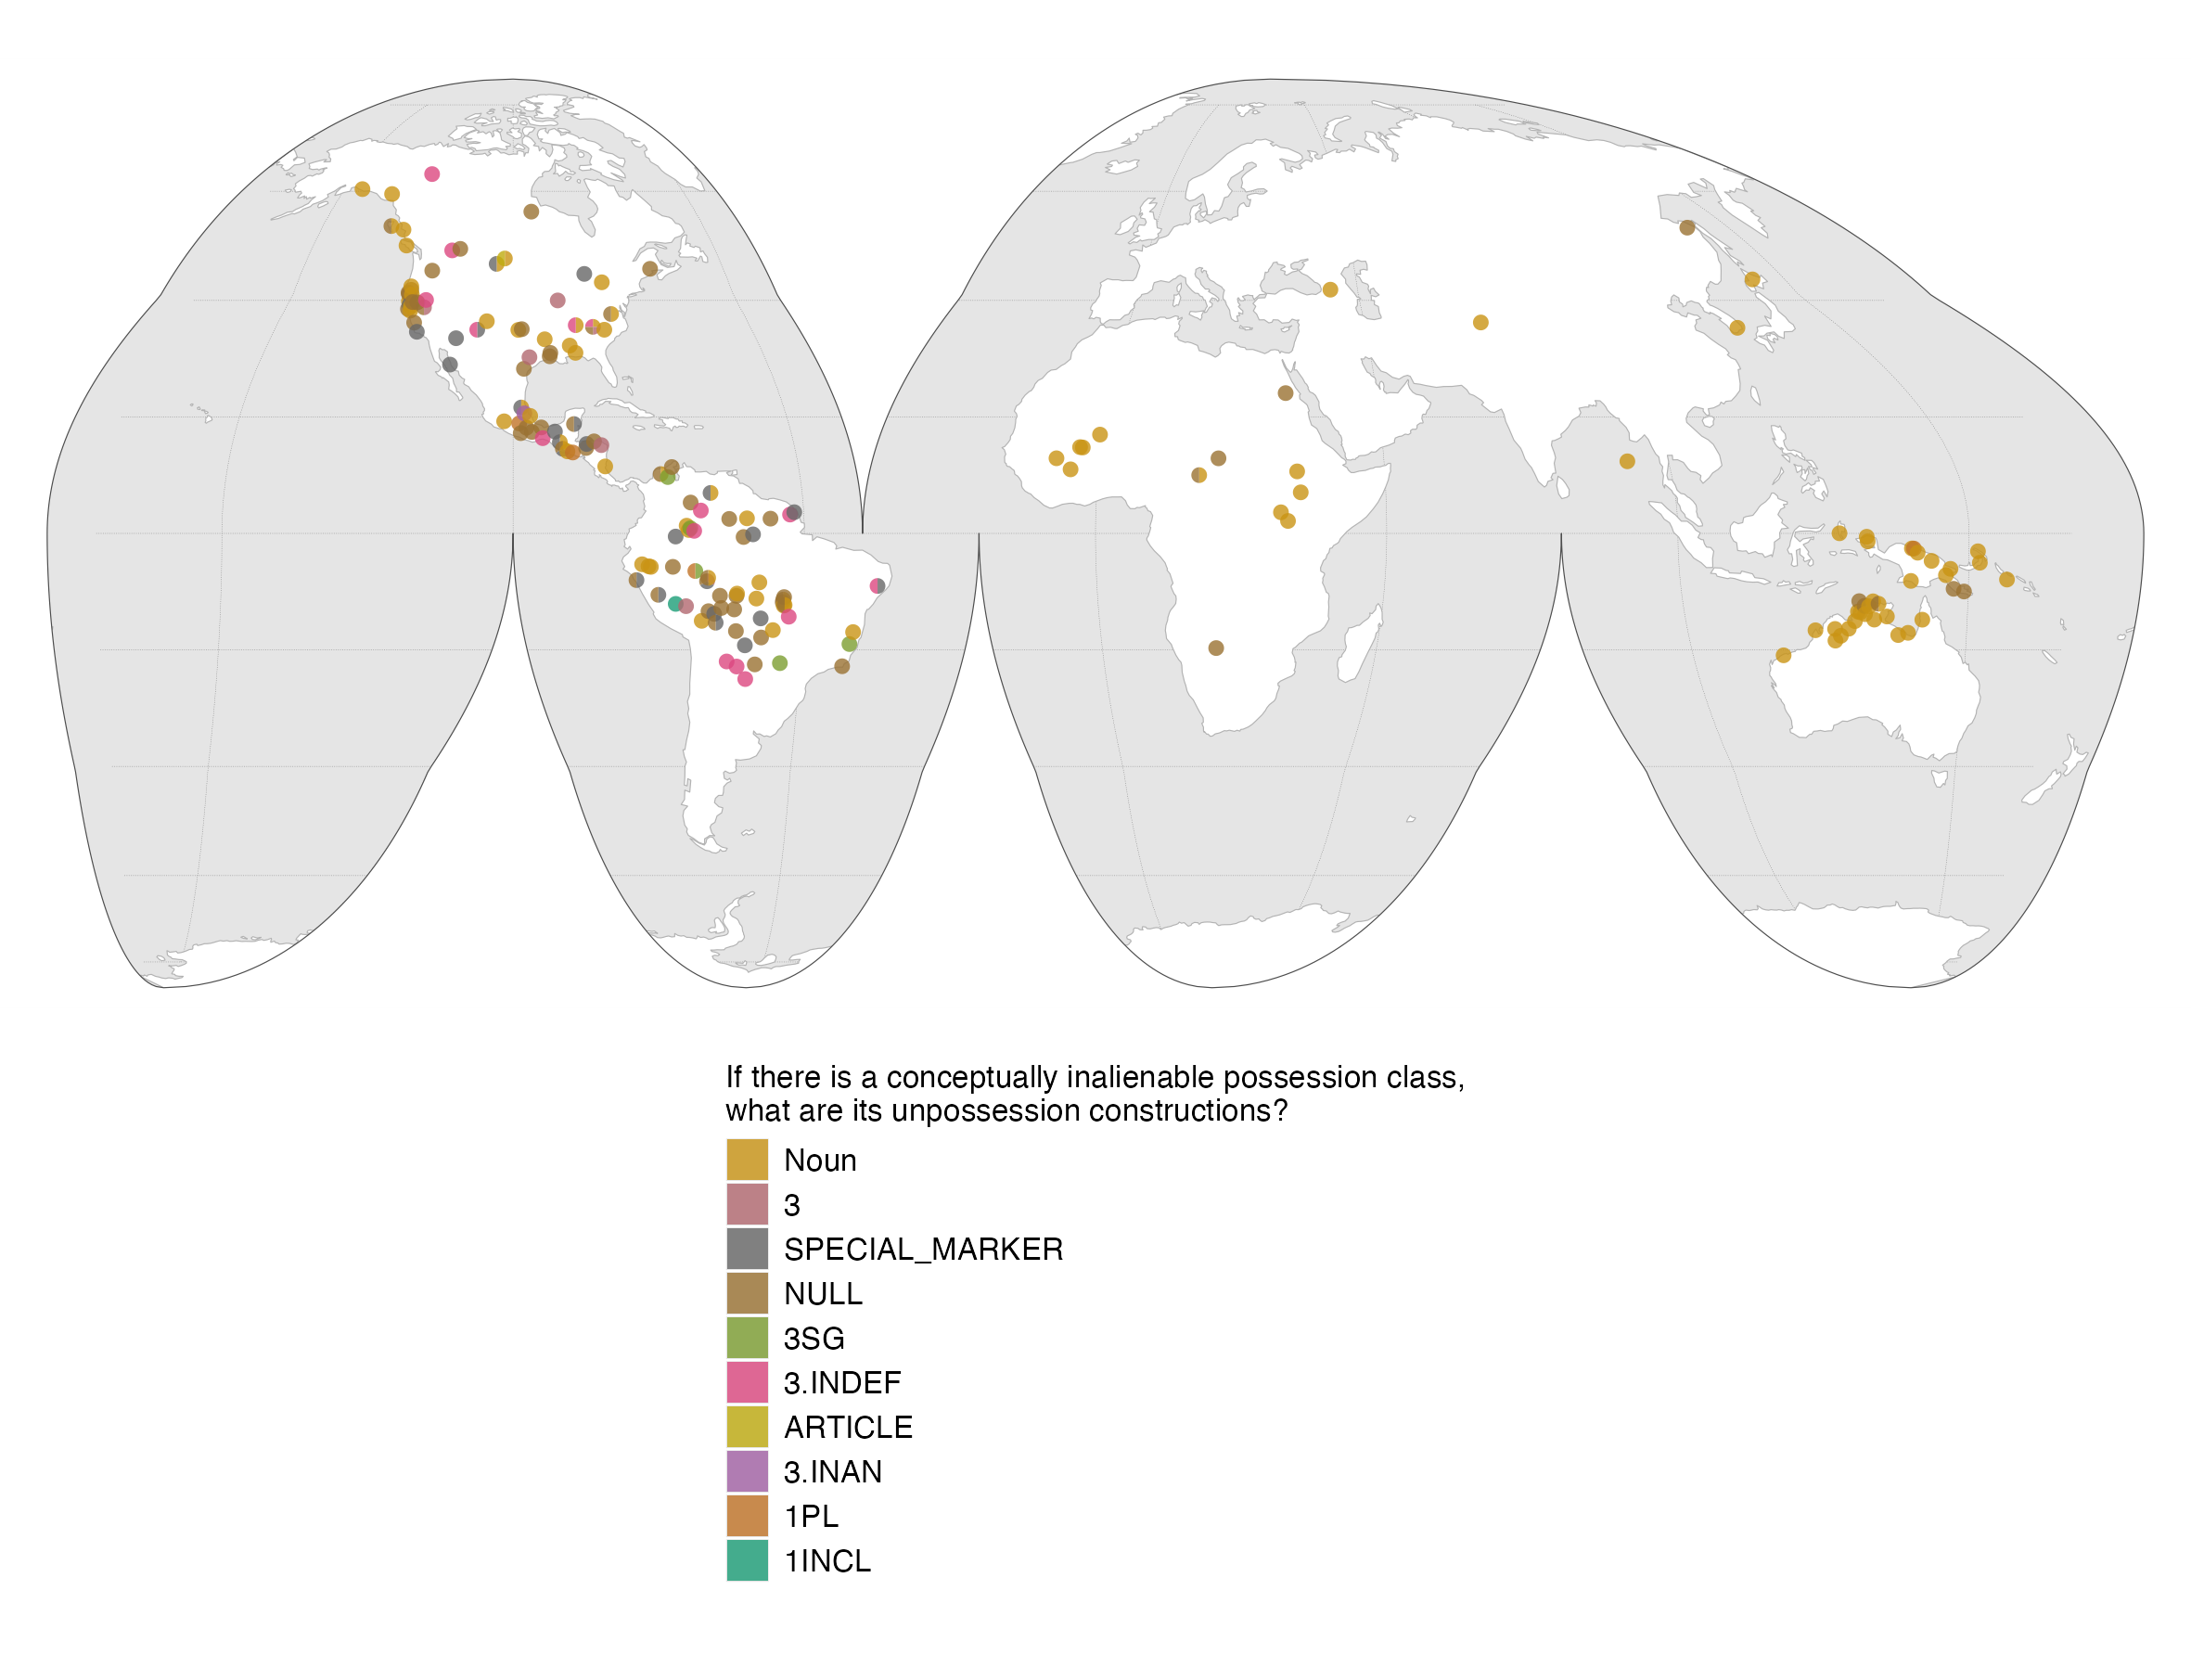 If there is a conceptually inalienable possession class,
what are its unpossession constructions?
Noun
3
SPECIAL_MARKER
NULL
3SG
3.INDEF
ARTICLE
3.INAN
1PL
1INCL